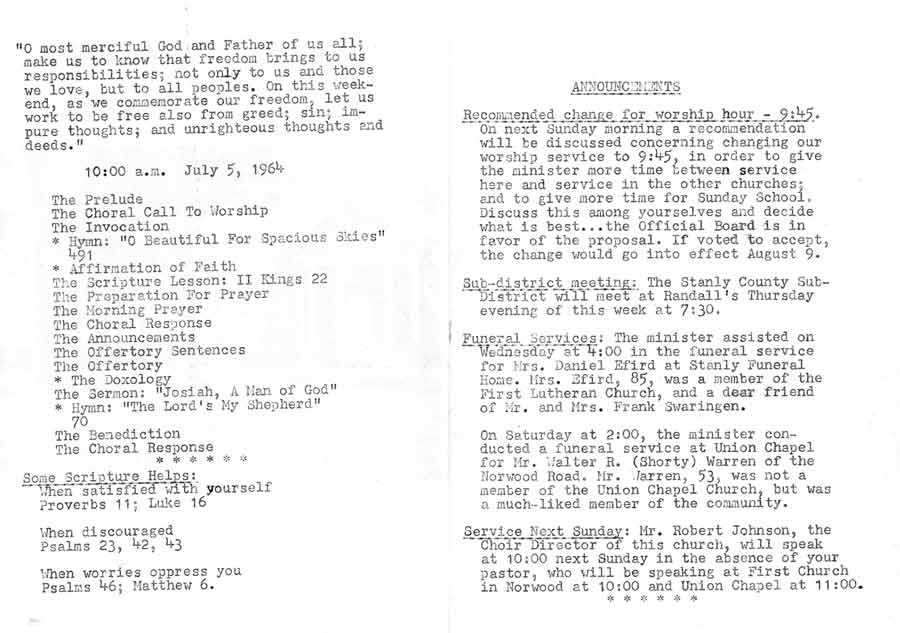 "O most merciful God and Father of us all;
make us to know that freedom brings to us
responsibilities; not only to us and those
we love, but to all peoples. On this week-
end, as we commemorate our freedom, let us
work to be free also from greed; sin; im-
pure thoughts; and unrighteous thoughts and
deeds."
10:00 a.m. July 5, 1964
The Prelude
The Choral Call To Worship
The Invocation
* Hymn: "O Beautiful For Spacious Skies"
491
* Affirmation of Faith
The Scripture Lesson: II Kings 22
The Preparation For Prayer
The Morning Prayer
The Choral Response
The Announcements
The Offertory Sentences
The Offertory
* The Doxology
The Sermon: "Josiah, A Man of God"
* Hymn: "The Lord's My Shepherd"
70
The Benediction
The Choral Response
* * * * * *
Some Scripture Helps:
When satisfied with yourself
Proverbs 11; Luke 16
When discouraged
Psalms 23, 42, 43
When worries oppress you
Psalms 46; Matthew 6.
ANNOUNCEMENTS
Recommended change for worship hour - 9:45.
On next Sunday morning a recommendation
will be discussed concerning changing our
worship service to 9:45, in order to give
the minister more time between service
here and service in the other churches;
and to give more time for Sunday School.
Discuss this among yourselves and decide
what is best...the Official Board is in
favor of the proposal. If voted to accept,
the change would go into effect August 9.
Sub-district meeting: The Stanly County Sub-
District will meet at Randall's Thursday
evening of this week at 7:30.
Funeral Services: The minister assisted on
Wednesday at 4:00 in the funeral service
for Mrs. Daniel Efird at Stanly Funeral
Home. Mrs. Efird, 85, was a member of the
First Lutheran Church, and a dear friend
of Mr. and Mrs. Frank Swaringen.
On Saturday at 2:00, the minister con-
ducted a funeral service at Union Chapel
for Mr. Walter R. (Shorty) Warren of the
Norwood Road. Mr. Warren, 53, was not a
member of the Union Chapel Church, but was
a much-liked member of the community.
Service Next Sunday: Mr. Robert Johnson, the
Choir Director of this church, will speak
at 10:00 next Sunday in the absence of your
pastor, who will be speaking at First Church
in Norwood at 10:00 and Union Chapel at 11:00.
* * * * * *